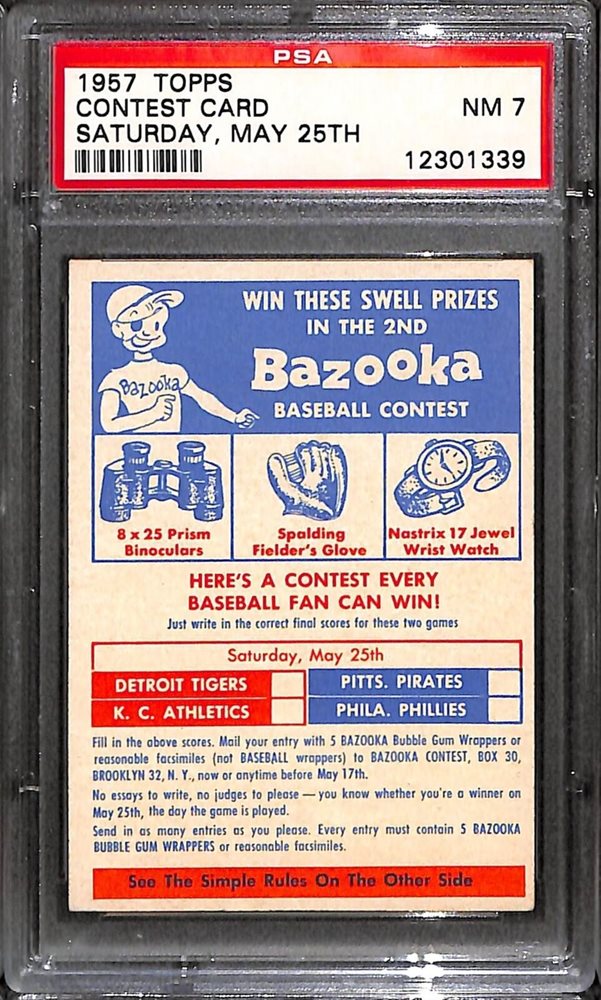 PSA
1957 TOPPS
CONTEST CARD NM 7
SATURDAY, MAY 25TH
12301339
WIN THESE SWELL PRIZES
IN THE 2ND
Bazooka
BASEBALL CONTEST
Bazooka
8 x 25 Prism
Binoculars
Spalding
Fielder's Glove
Nastrix 17 Jewel
Wrist Watch
HERE'S A CONTEST EVERY
BASEBALL FAN CAN WIN!
Just write in the correct final scores for these two games
Saturday, May 25th
DETROIT TIGERS
K. C. ATHLETICS
PITTS. PIRATES
PHILA. PHILLIES
Fill in the above scores. Mail your entry with 5 BAZOOKA Bubble Gum Wrappers or
reasonable facsimiles (not BASEBALL wrappers) to BAZOOKA CONTEST, BOX 30,
BROOKLYN 32, N. Y., now or anytime before May 17th.
No essays to write, no judges to please — you know whether you're a winner on
May 25th, the day the game is played.
Send in as many entries as you please. Every entry must contain 5 BAZOOKA
BUBBLE GUM WRAPPERS or reasonable facsimiles.
See The Simple Rules On The Other Side